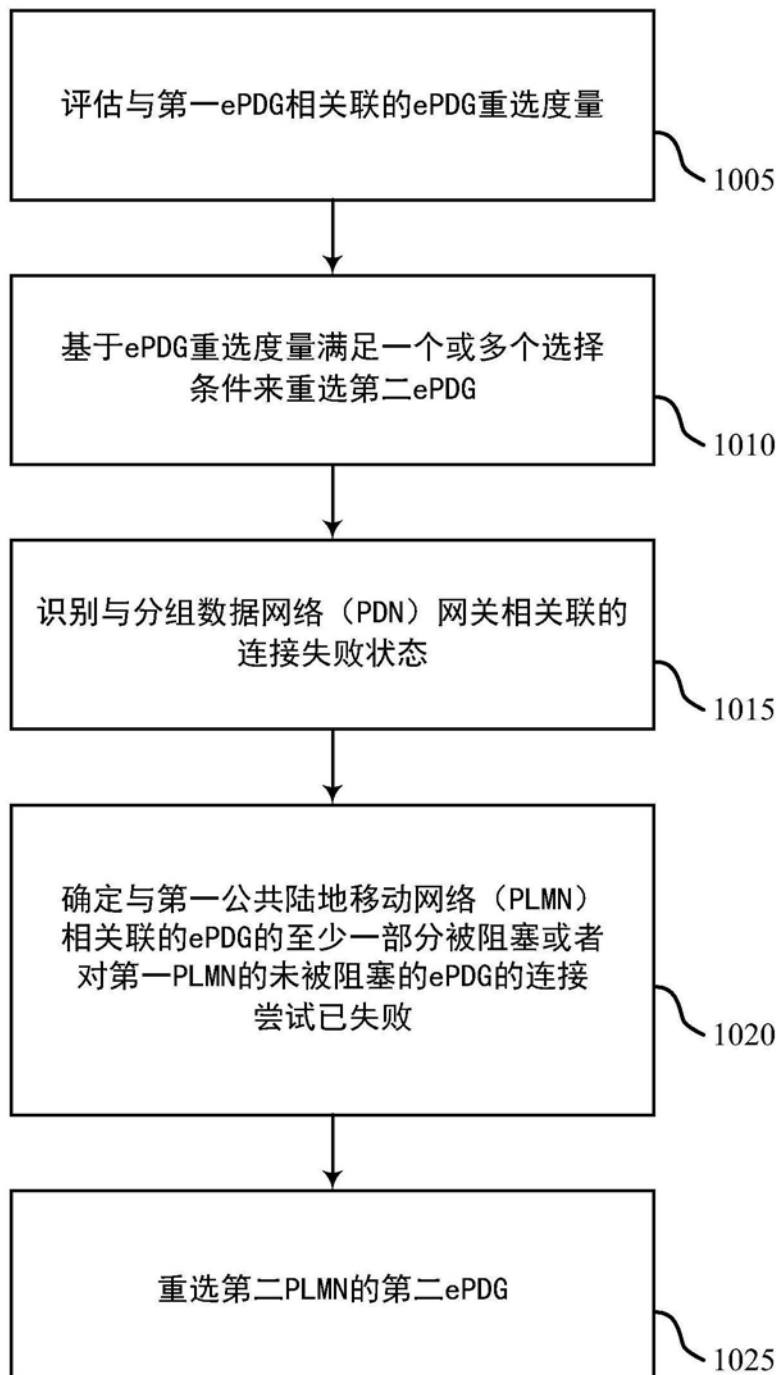 评估与第一ePDG相关联的ePDG重选度量
1005
基于ePDG重选度量满足一个或多个选择
条件来重选第二ePDG
1010
识别与分组数据网络（PDN）网关相关联的
连接失败状态
1015
确定与第一公共陆地移动网络（PLMN）
相关联的ePDG的至少一部分被阻塞或者
对第一PLMN的未被阻塞的ePDG的连接
尝试已失败
1020
重选第二PLMN的第二ePDG
1025